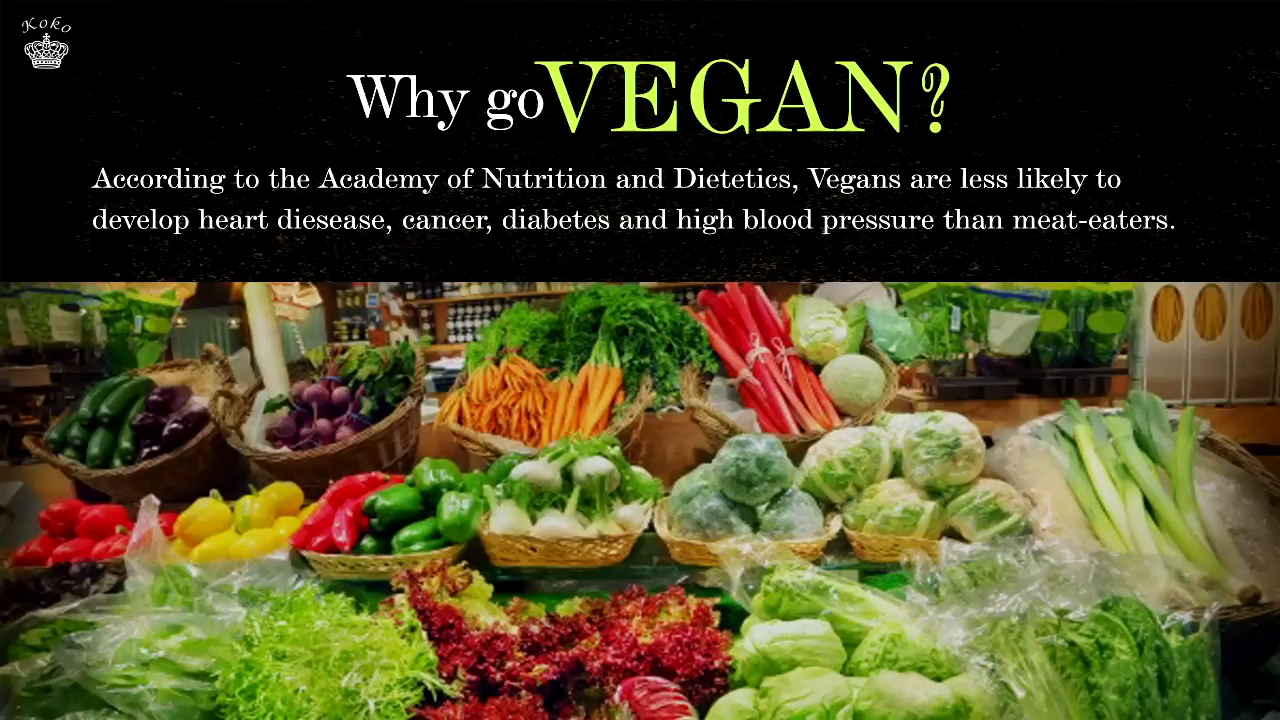 Koko
Why go VEGAN?
According to the Academy of Nutrition and Dietetics, Vegans are less likely to
develop heart diesease, cancer, diabetes and high blood pressure than meat-eaters.